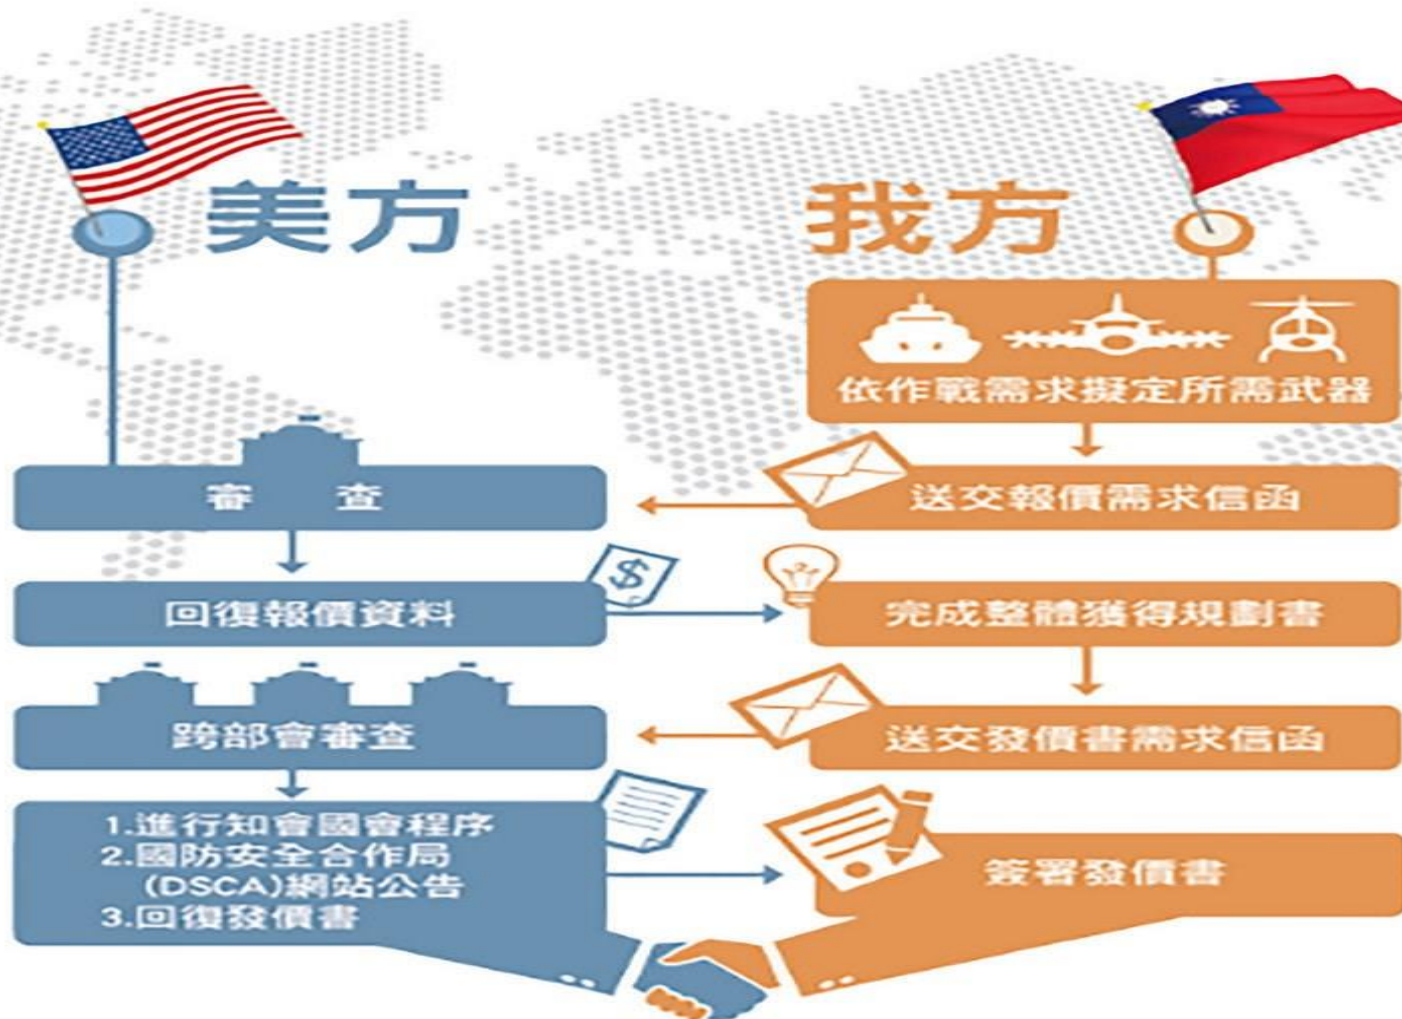 美方
我方
依作戰需求擬定所需武器
送交報價需求信函
審查
回復報價資料
$
完成整體獲得規劃書
送交發價書需求信函
跨部會審查
1.進行知會國會程序
2.國防安全合作局
(DSCA)網站公告
3.回復發價書
簽署發價書